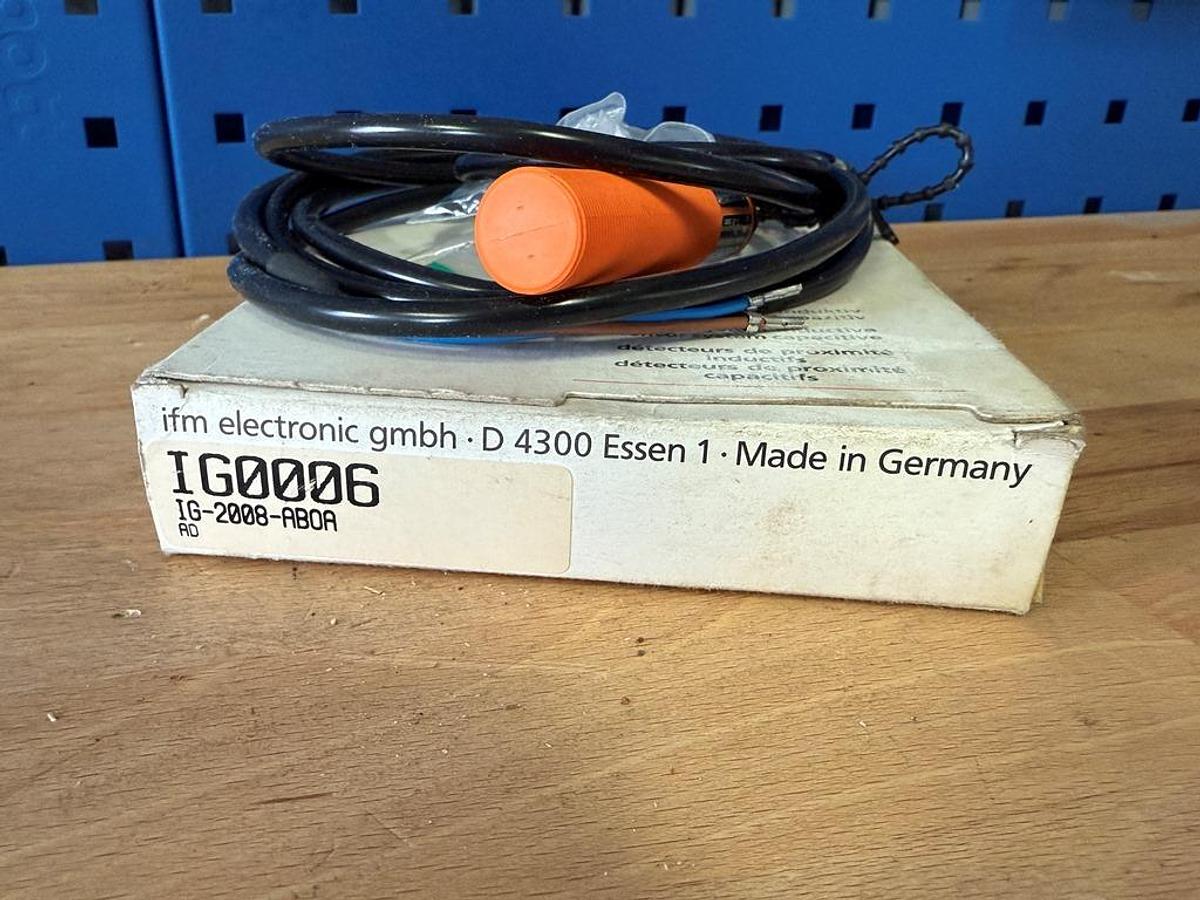 capacitive
détecteurs de proximité
inductifs
détecteurs de proximité
capacitifs
ifm electronic gmbh · D 4300 Essen 1 · Made in Germany
IG0006
IG-2008-ABOA
AD